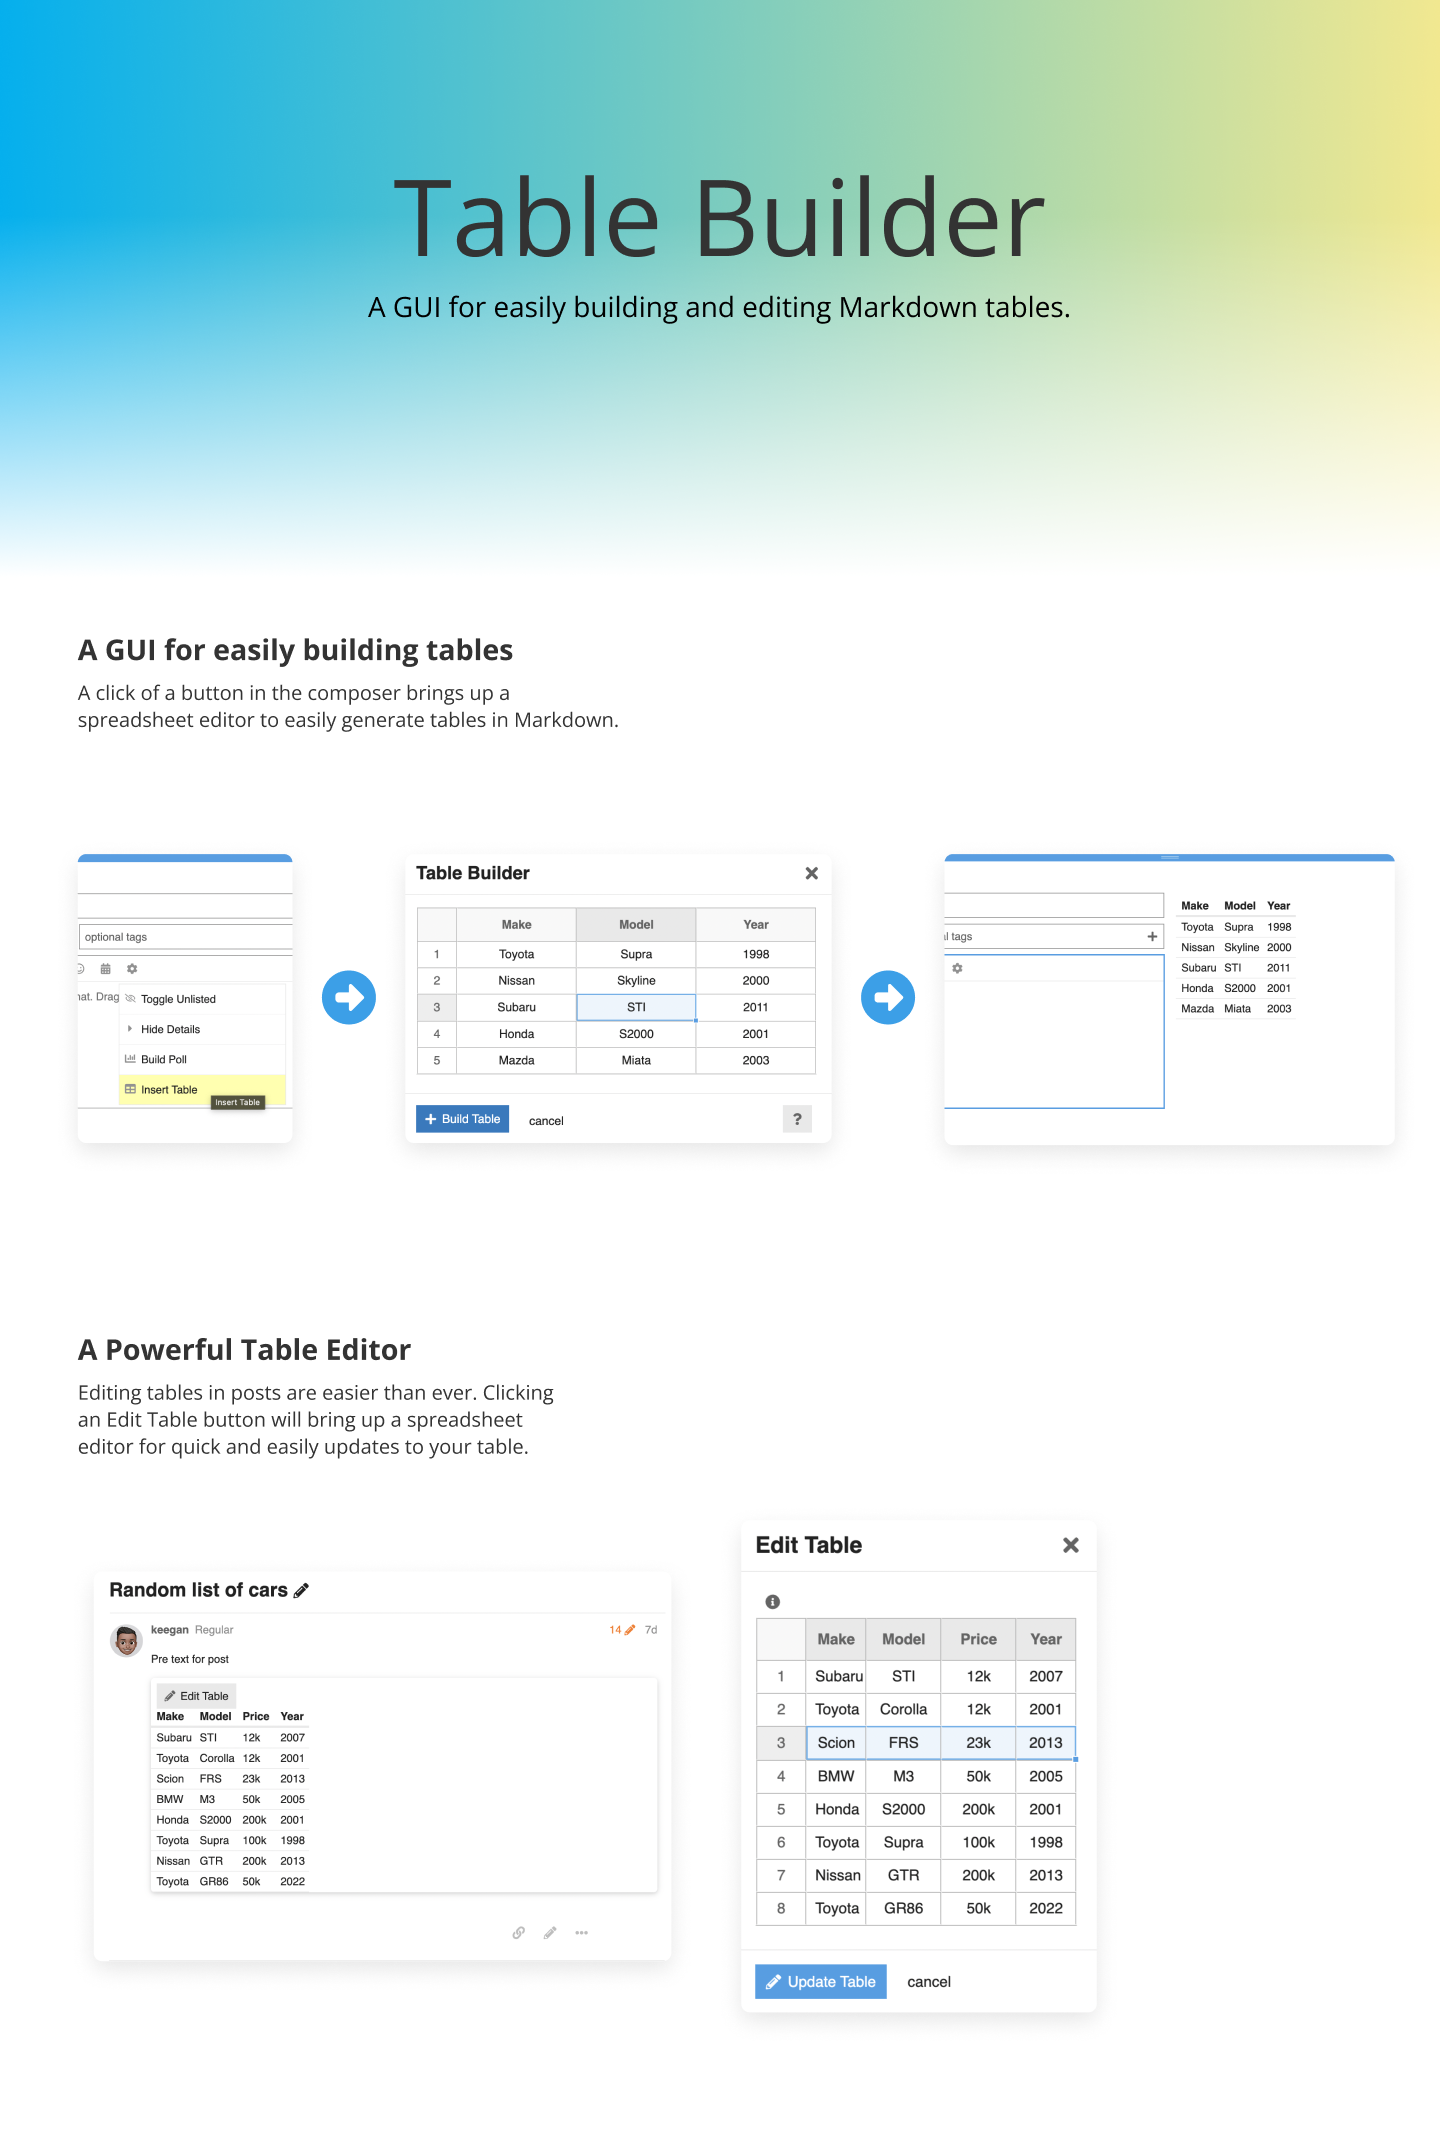 Table Builder
A GUI for easily building and editing Markdown tables.
A GUI for easily building tables
A click of a button in the composer brings up a
spreadsheet editor to easily generate tables in Markdown.
optional tags
Toggle Unlisted
Hide Details
Build Poll
Insert Table
Insert Table
Table Builder
Make Model Year
1 Toyota Supra 1998
2 Nissan Skyline 2000
3 Subaru STI 2011
4 Honda S2000 2001
5 Mazda Miata 2003
+ Build Table cancel ?
tags +
Make Model Year
Toyota Supra 1998
Nissan Skyline 2000
Subaru STI 2011
Honda S2000 2001
Mazda Miata 2003
A Powerful Table Editor
Editing tables in posts are easier than ever. Clicking
an Edit Table button will bring up a spreadsheet
editor for quick and easily updates to your table.
Random list of cars
keegan Regular 14 7d
Pre text for post
Edit Table
Make Model Price Year
Subaru STI 12k 2007
Toyota Corolla 12k 2001
Scion FRS 23k 2013
BMW M3 50k 2005
Honda S2000 200k 2001
Toyota Supra 100k 1998
Nissan GTR 200k 2013
Toyota GR86 50k 2022
Edit Table
Make Model Price Year
1 Subaru STI 12k 2007
2 Toyota Corolla 12k 2001
3 Scion FRS 23k 2013
4 BMW M3 50k 2005
5 Honda S2000 200k 2001
6 Toyota Supra 100k 1998
7 Nissan GTR 200k 2013
8 Toyota GR86 50k 2022
Update Table cancel